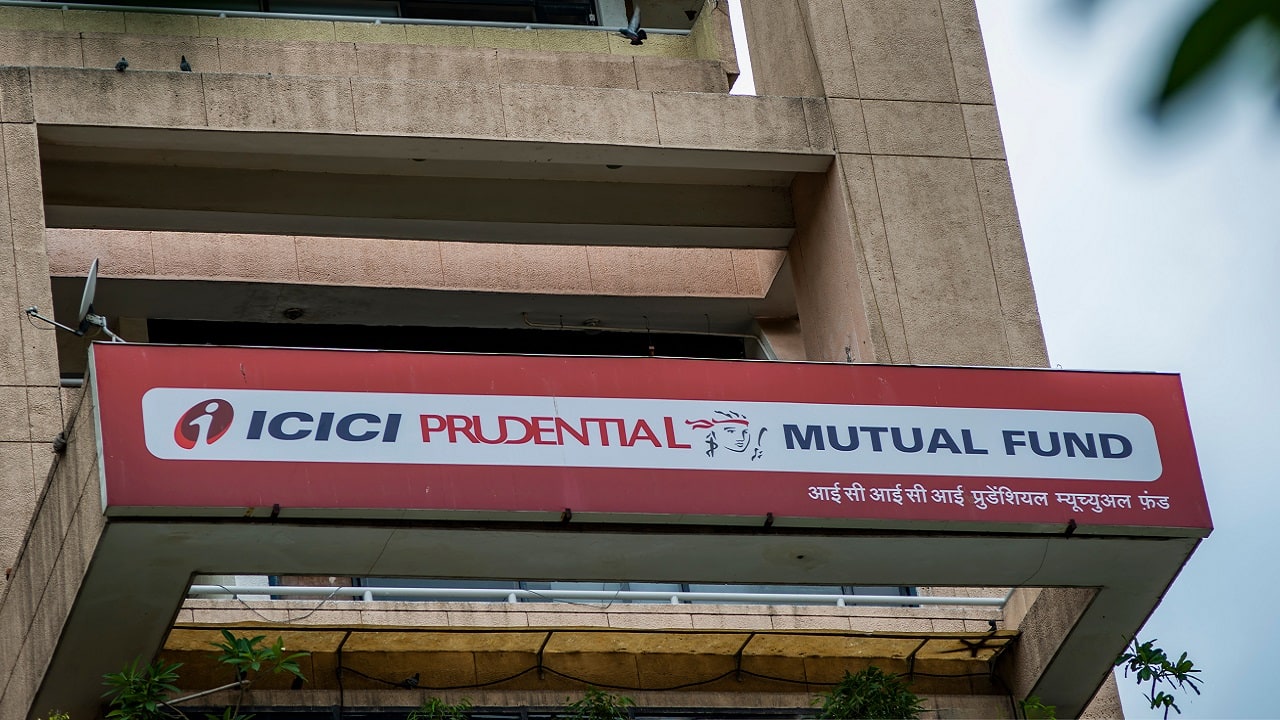 ICICI PRUDENTIAL MUTUAL FUND
आई सी आई सी आई प्रुडेंशियल म्यूच्युअल फ़ंड